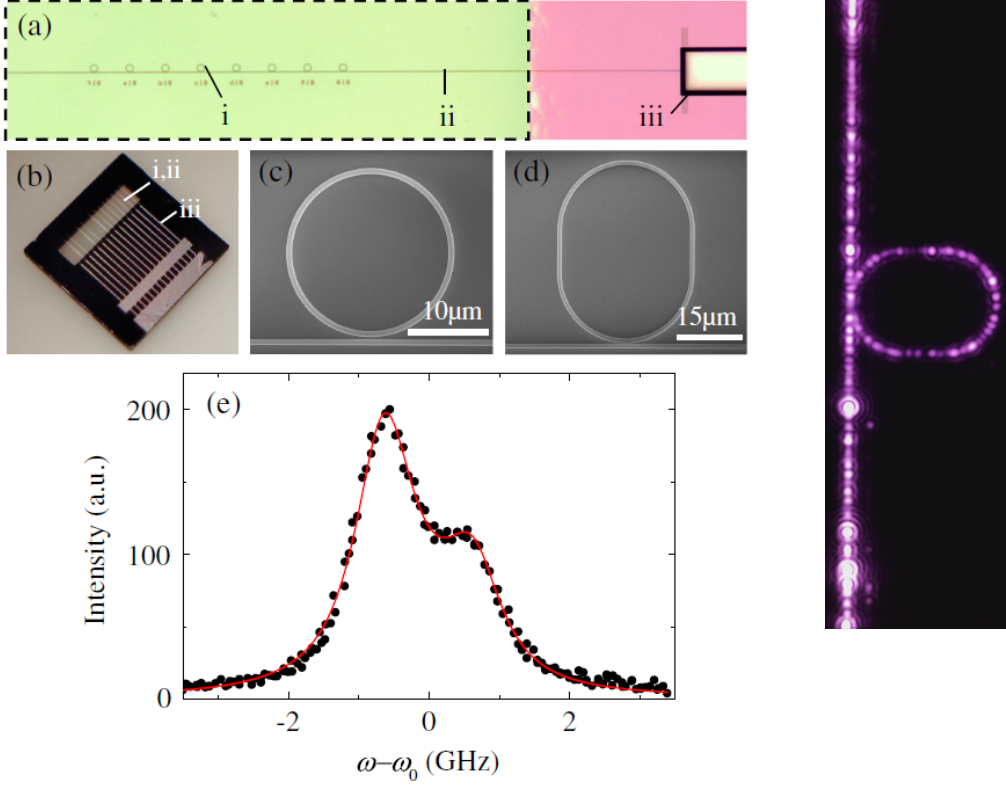 (a)
i
ii
iii
(b)
i,ii
iii
(c)
10μm
(d)
15μm
(e)
Intensity (a.u.)
200
100
0
-2
0
2
ω–ω₀ (GHz)